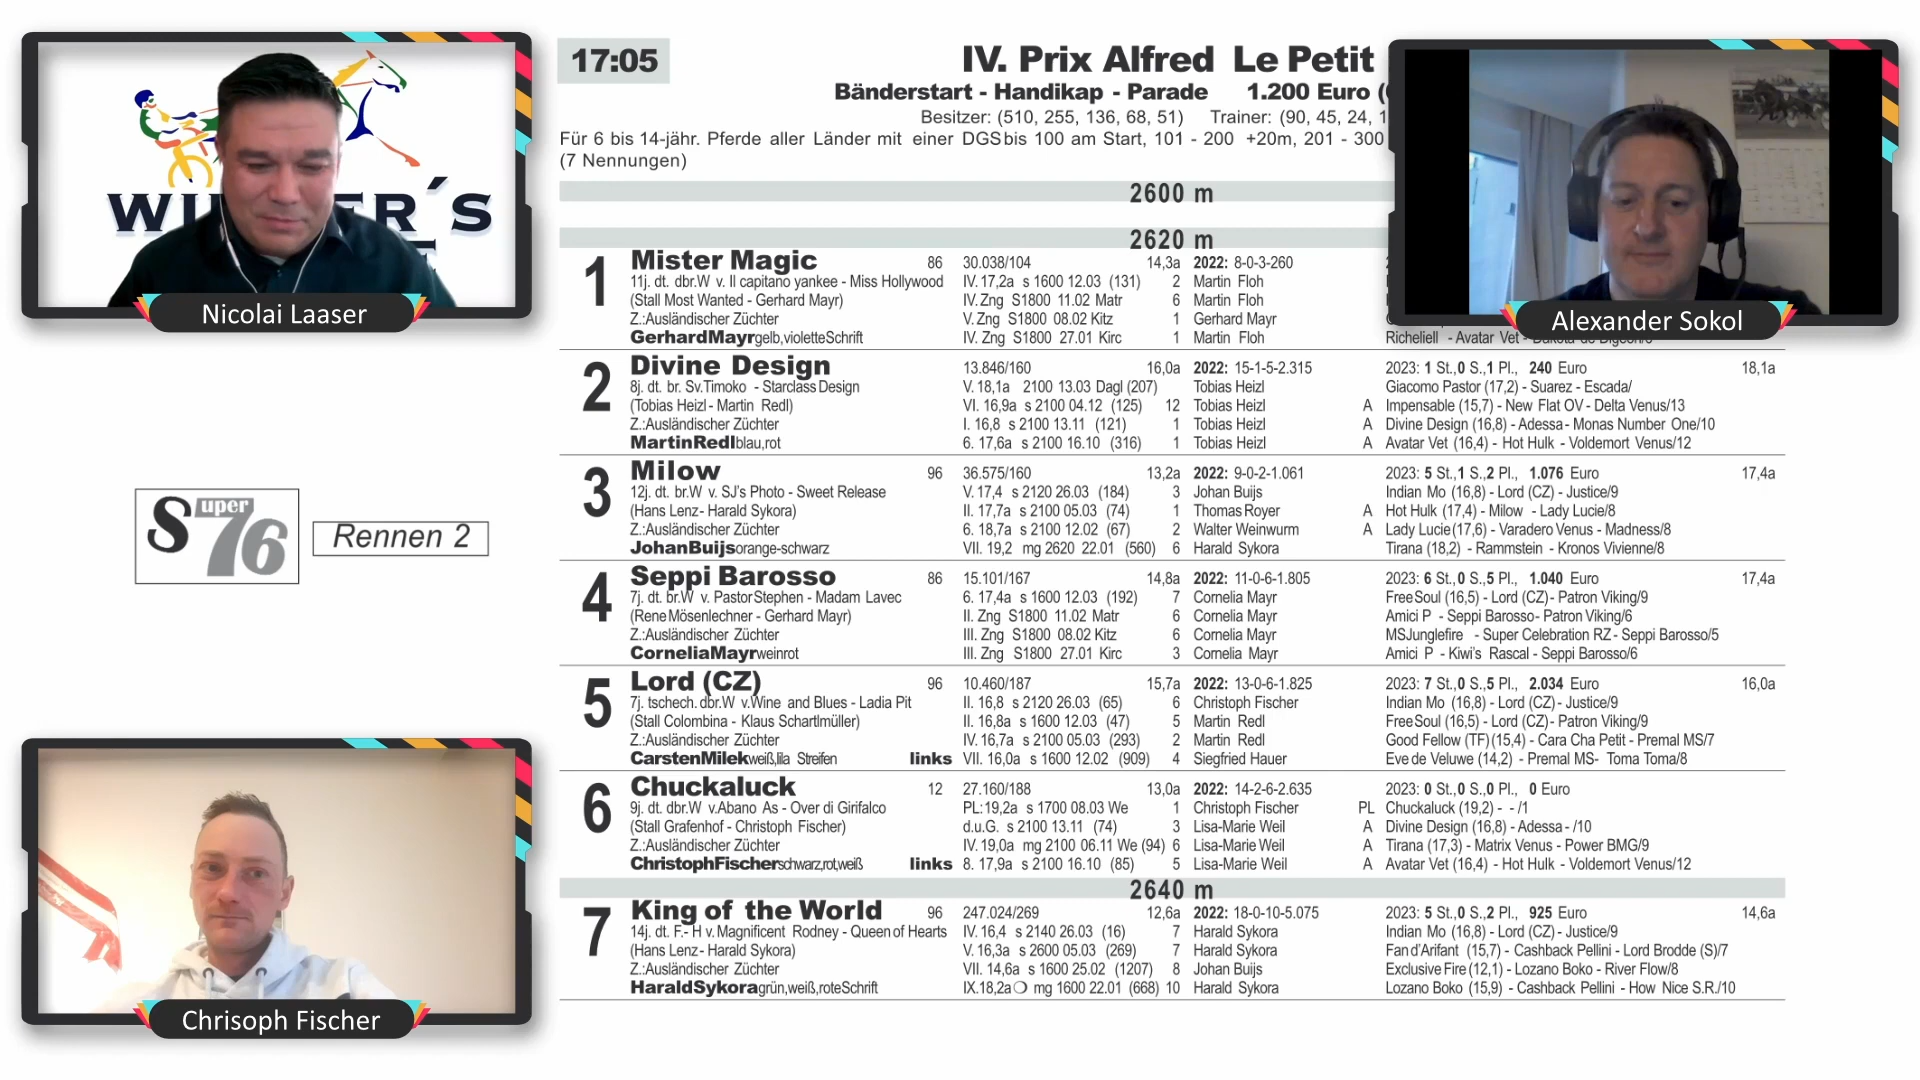 WI
ER´S
Nicolai Laaser
17:05
IV. Prix Alfred Le Petit
Bänderstart - Handikap - Parade 1.200 Euro (
Besitzer: (510, 255, 136, 68, 51) Trainer: (90, 45, 24, 1
Für 6 bis 14-jähr. Pferde aller Länder mit einer DGS bis 100 am Start, 101 - 200 +20m, 201 - 300
(7 Nennungen)
Alexander Sokol
2600 m
2620 m
1 Mister Magic 86 30.038/104 14,3a 2022: 8-0-3-260
11j. dt. dbr.W v. Il capitano yankee - Miss Hollywood IV. 17,2a s 1600 12.03 (131) 2 Martin Floh
(Stall Most Wanted - Gerhard Mayr) IV. Zng S1800 11.02 Matr 6 Martin Floh
Z.:Ausländischer Züchter V. Zng S1800 08.02 Kitz 1 Gerhard Mayr
GerhardMayr gelb,violetteSchrift IV. Zng S1800 27.01 Kirc 1 Martin Floh Richeliell - Avatar Vet -
2 Divine Design 13.846/160 16,0a 2022: 15-1-5-2.315 2023: 1 St.,0 S.,1 Pl., 240 Euro 18,1a
8j. dt. br. Sv.Timoko - Starclass Design V. 18,1a 2100 13.03 Dagl (207) Tobias Heizl Giacomo Pastor (17,2) - Suarez - Escada/
(Tobias Heizl - Martin Redl) VI. 16,9a s 2100 04.12 (125) 12 Tobias Heizl A Impensable (15,7) - New Flat OV - Delta Venus/13
Z.:Ausländischer Züchter I. 16,8 s 2100 13.11 (121) 1 Tobias Heizl A Divine Design (16,8) - Adessa - Monas Number One/10
MartinRedl blau,rot 6. 17,6a s 2100 16.10 (316) 1 Tobias Heizl A Avatar Vet (16,4) - Hot Hulk - Voldemort Venus/12
3 Milow 96 36.575/160 13,2a 2022: 9-0-2-1.061 2023: 5 St.,1 S.,2 Pl., 1.076 Euro 17,4a
12j. dt. br.W v. SJ's Photo - Sweet Release V. 17,4 s 2120 26.03 (184) 3 Johan Buijs Indian Mo (16,8) - Lord (CZ) - Justice/9
(Hans Lenz - Harald Sykora) II. 17,7a s 2100 05.03 (74) 1 Thomas Royer A Hot Hulk (17,4) - Milow - Lady Lucie/8
Z.:Ausländischer Züchter 6. 18,7a s 2100 12.02 (67) 2 Walter Weinwurm A Lady Lucie (17,6) - Varadero Venus - Madness/8
JohanBuijs orange-schwarz VII. 19,2 mg 2620 22.01 (560) 6 Harald Sykora Tirana (18,2) - Rammstein - Kronos Vivienne/8
Super 76 Rennen 2
4 Seppi Barosso 86 15.101/167 14,8a 2022: 11-0-6-1.805 2023: 6 St.,0 S.,5 Pl., 1.040 Euro 17,4a
7j. dt. br.W v. Pastor Stephen - Madam Lavec 6. 17,4a s 1600 12.03 (192) 7 Cornelia Mayr Free Soul (16,5) - Lord (CZ) - Patron Viking/9
(Rene Mösenlechner - Gerhard Mayr) II. Zng S1800 11.02 Matr 6 Cornelia Mayr Amici P - Seppi Barosso - Patron Viking/6
Z.:Ausländischer Züchter III. Zng S1800 08.02 Kitz 6 Cornelia Mayr MS Junglefire - Super Celebration RZ - Seppi Barosso/5
CorneliaMayr weinrot III. Zng S1800 27.01 Kirc 3 Cornelia Mayr Amici P - Kiwi's Rascal - Seppi Barosso/6
5 Lord (CZ) 96 10.460/187 15,7a 2022: 13-0-6-1.825 2023: 7 St.,0 S.,5 Pl., 2.034 Euro 16,0a
7j. tschech. dbr.W v.Wine and Blues - Ladia Pit II. 16,8 s 2120 26.03 (65) 6 Christoph Fischer Indian Mo (16,8) - Lord (CZ) - Justice/9
(Stall Colombina - Klaus Schartlmüller) II. 16,8a s 1600 12.03 (47) 5 Martin Redl Free Soul (16,5) - Lord (CZ) - Patron Viking/9
Z.:Ausländischer Züchter IV. 16,7a s 2100 05.03 (293) 2 Martin Redl Good Fellow (TF) (15,4) - Cara Cha Petit - Premal MS/7
CarstenMilek weiß,lila Streifen links VII. 16,0a s 1600 12.02 (909) 4 Siegfried Hauer Eve de Veluwe (14,2) - Premal MS- Toma Toma/8
6 Chuckaluck 12 27.160/188 13,0a 2022: 14-2-6-2.635 2023: 0 St.,0 S.,0 Pl., 0 Euro
9j. dt. dbr.W v.Abano As - Over di Girifalco PL: 19,2a s 1700 08.03 We 1 Christoph Fischer PL Chuckaluck (19,2) - - /1
(Stall Grafenhof - Christoph Fischer) d.u.G. s 2100 13.11 (74) 3 Lisa-Marie Weil A Divine Design (16,8) - Adessa - /10
Z.:Ausländischer Züchter IV. 19,0a mg 2100 06.11 We (94) 6 Lisa-Marie Weil A Tirana (17,3) - Matrix Venus - Power BMG/9
ChristophFischer schwarz,rot,weiß links 8. 17,9a s 2100 16.10 (85) 5 Lisa-Marie Weil A Avatar Vet (16,4) - Hot Hulk - Voldemort Venus/12
2640 m
7 King of the World 96 247.024/269 12,6a 2022: 18-0-10-5.075 2023: 5 St.,0 S.,2 Pl., 925 Euro 14,6a
14j. dt. F.- H v. Magnificent Rodney - Queen of Hearts IV. 16,4 s 2140 26.03 (16) 7 Harald Sykora Indian Mo (16,8) - Lord (CZ) - Justice/9
(Hans Lenz - Harald Sykora) V. 16,3a s 2600 05.03 (269) 7 Harald Sykora Fan d'Arifant (15,7) - Cashback Pellini - Lord Brodde (S)/7
Z.:Ausländischer Züchter VII. 14,6a s 1600 25.02 (1207) 8 Johan Buijs Exclusive Fire (12,1) - Lozano Boko - River Flow/8
HaraldSykora grün,weiß,roteSchrift IX.18,2a mg 1600 22.01 (668) 10 Harald Sykora Lozano Boko (15,9) - Cashback Pellini - How Nice S.R./10
Chrisoph Fischer